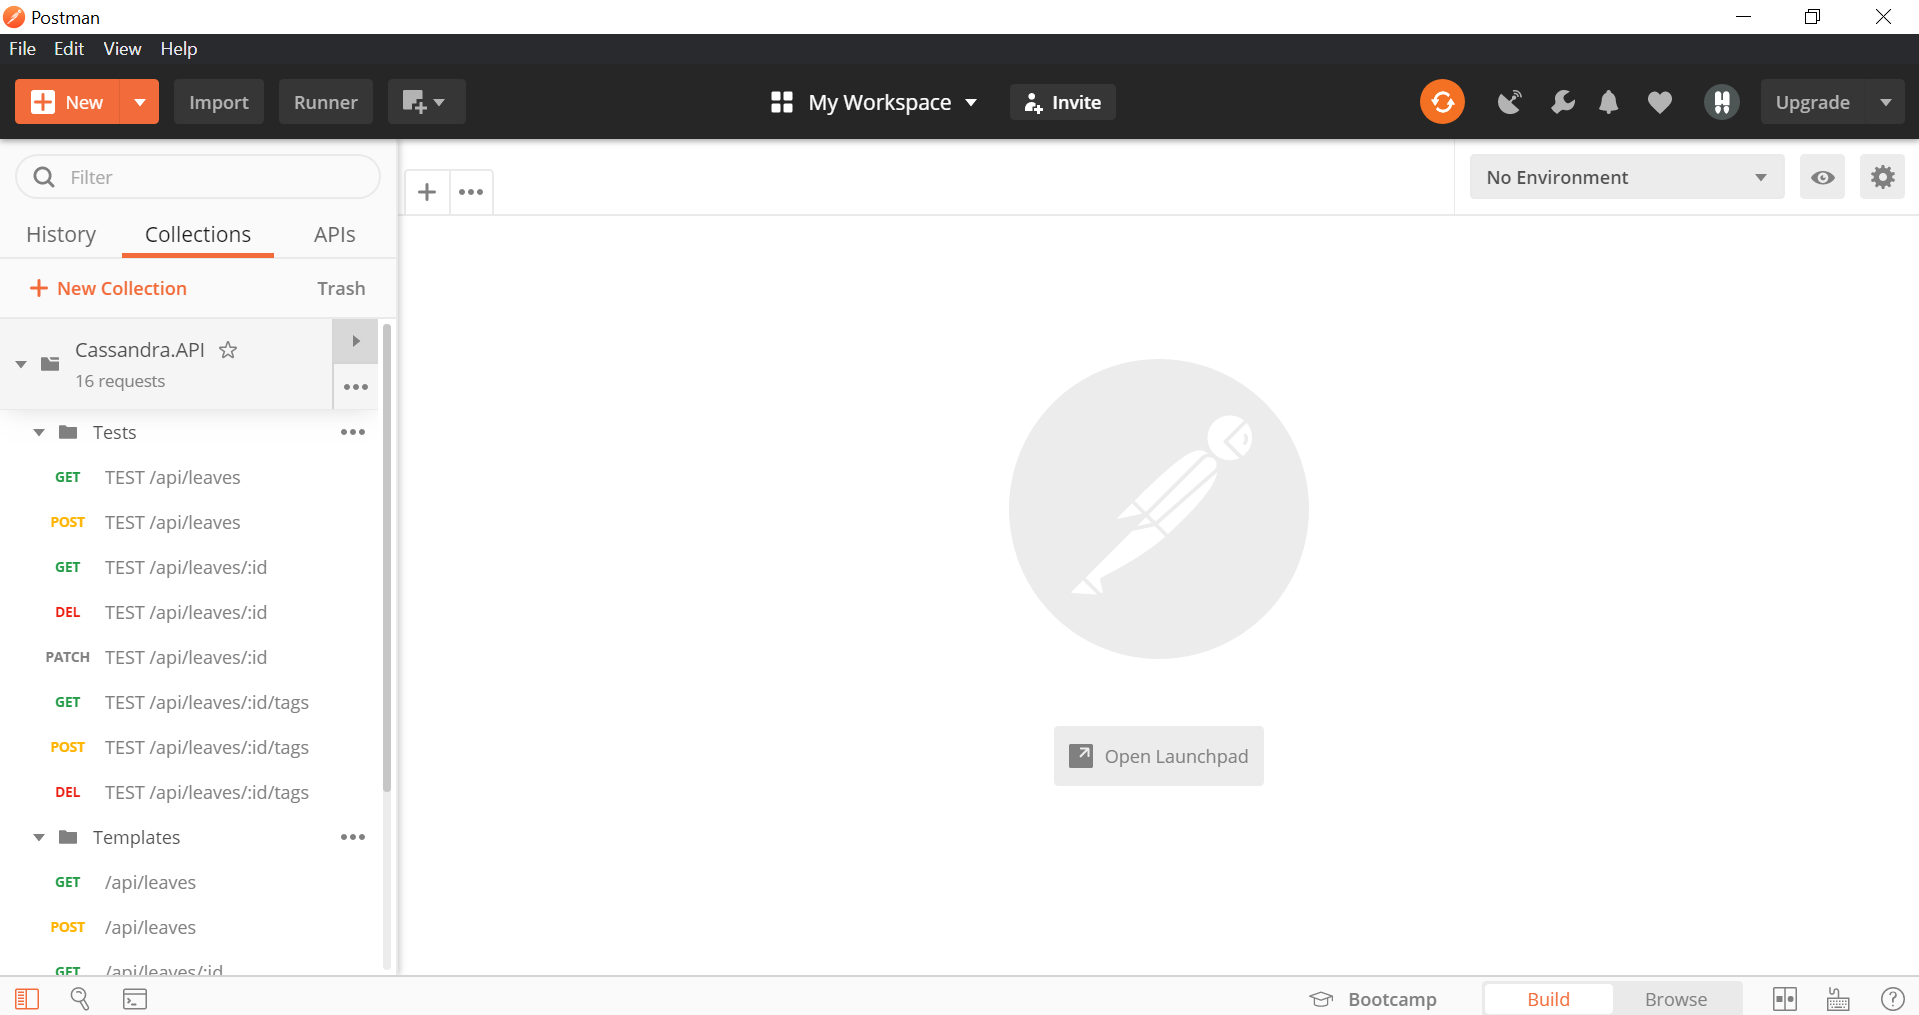 Postman
File Edit View Help
New Import Runner My Workspace Invite Upgrade
Filter
No Environment
History Collections APIs
New Collection Trash
Cassandra.API
16 requests
Tests
GET TEST /api/leaves
POST TEST /api/leaves
GET TEST /api/leaves/:id
DEL TEST /api/leaves/:id
PATCH TEST /api/leaves/:id
GET TEST /api/leaves/:id/tags
POST TEST /api/leaves/:id/tags
DEL TEST /api/leaves/:id/tags
Templates
GET /api/leaves
POST /api/leaves
GET /api/leaves/:id
Open Launchpad
Bootcamp Build Browse